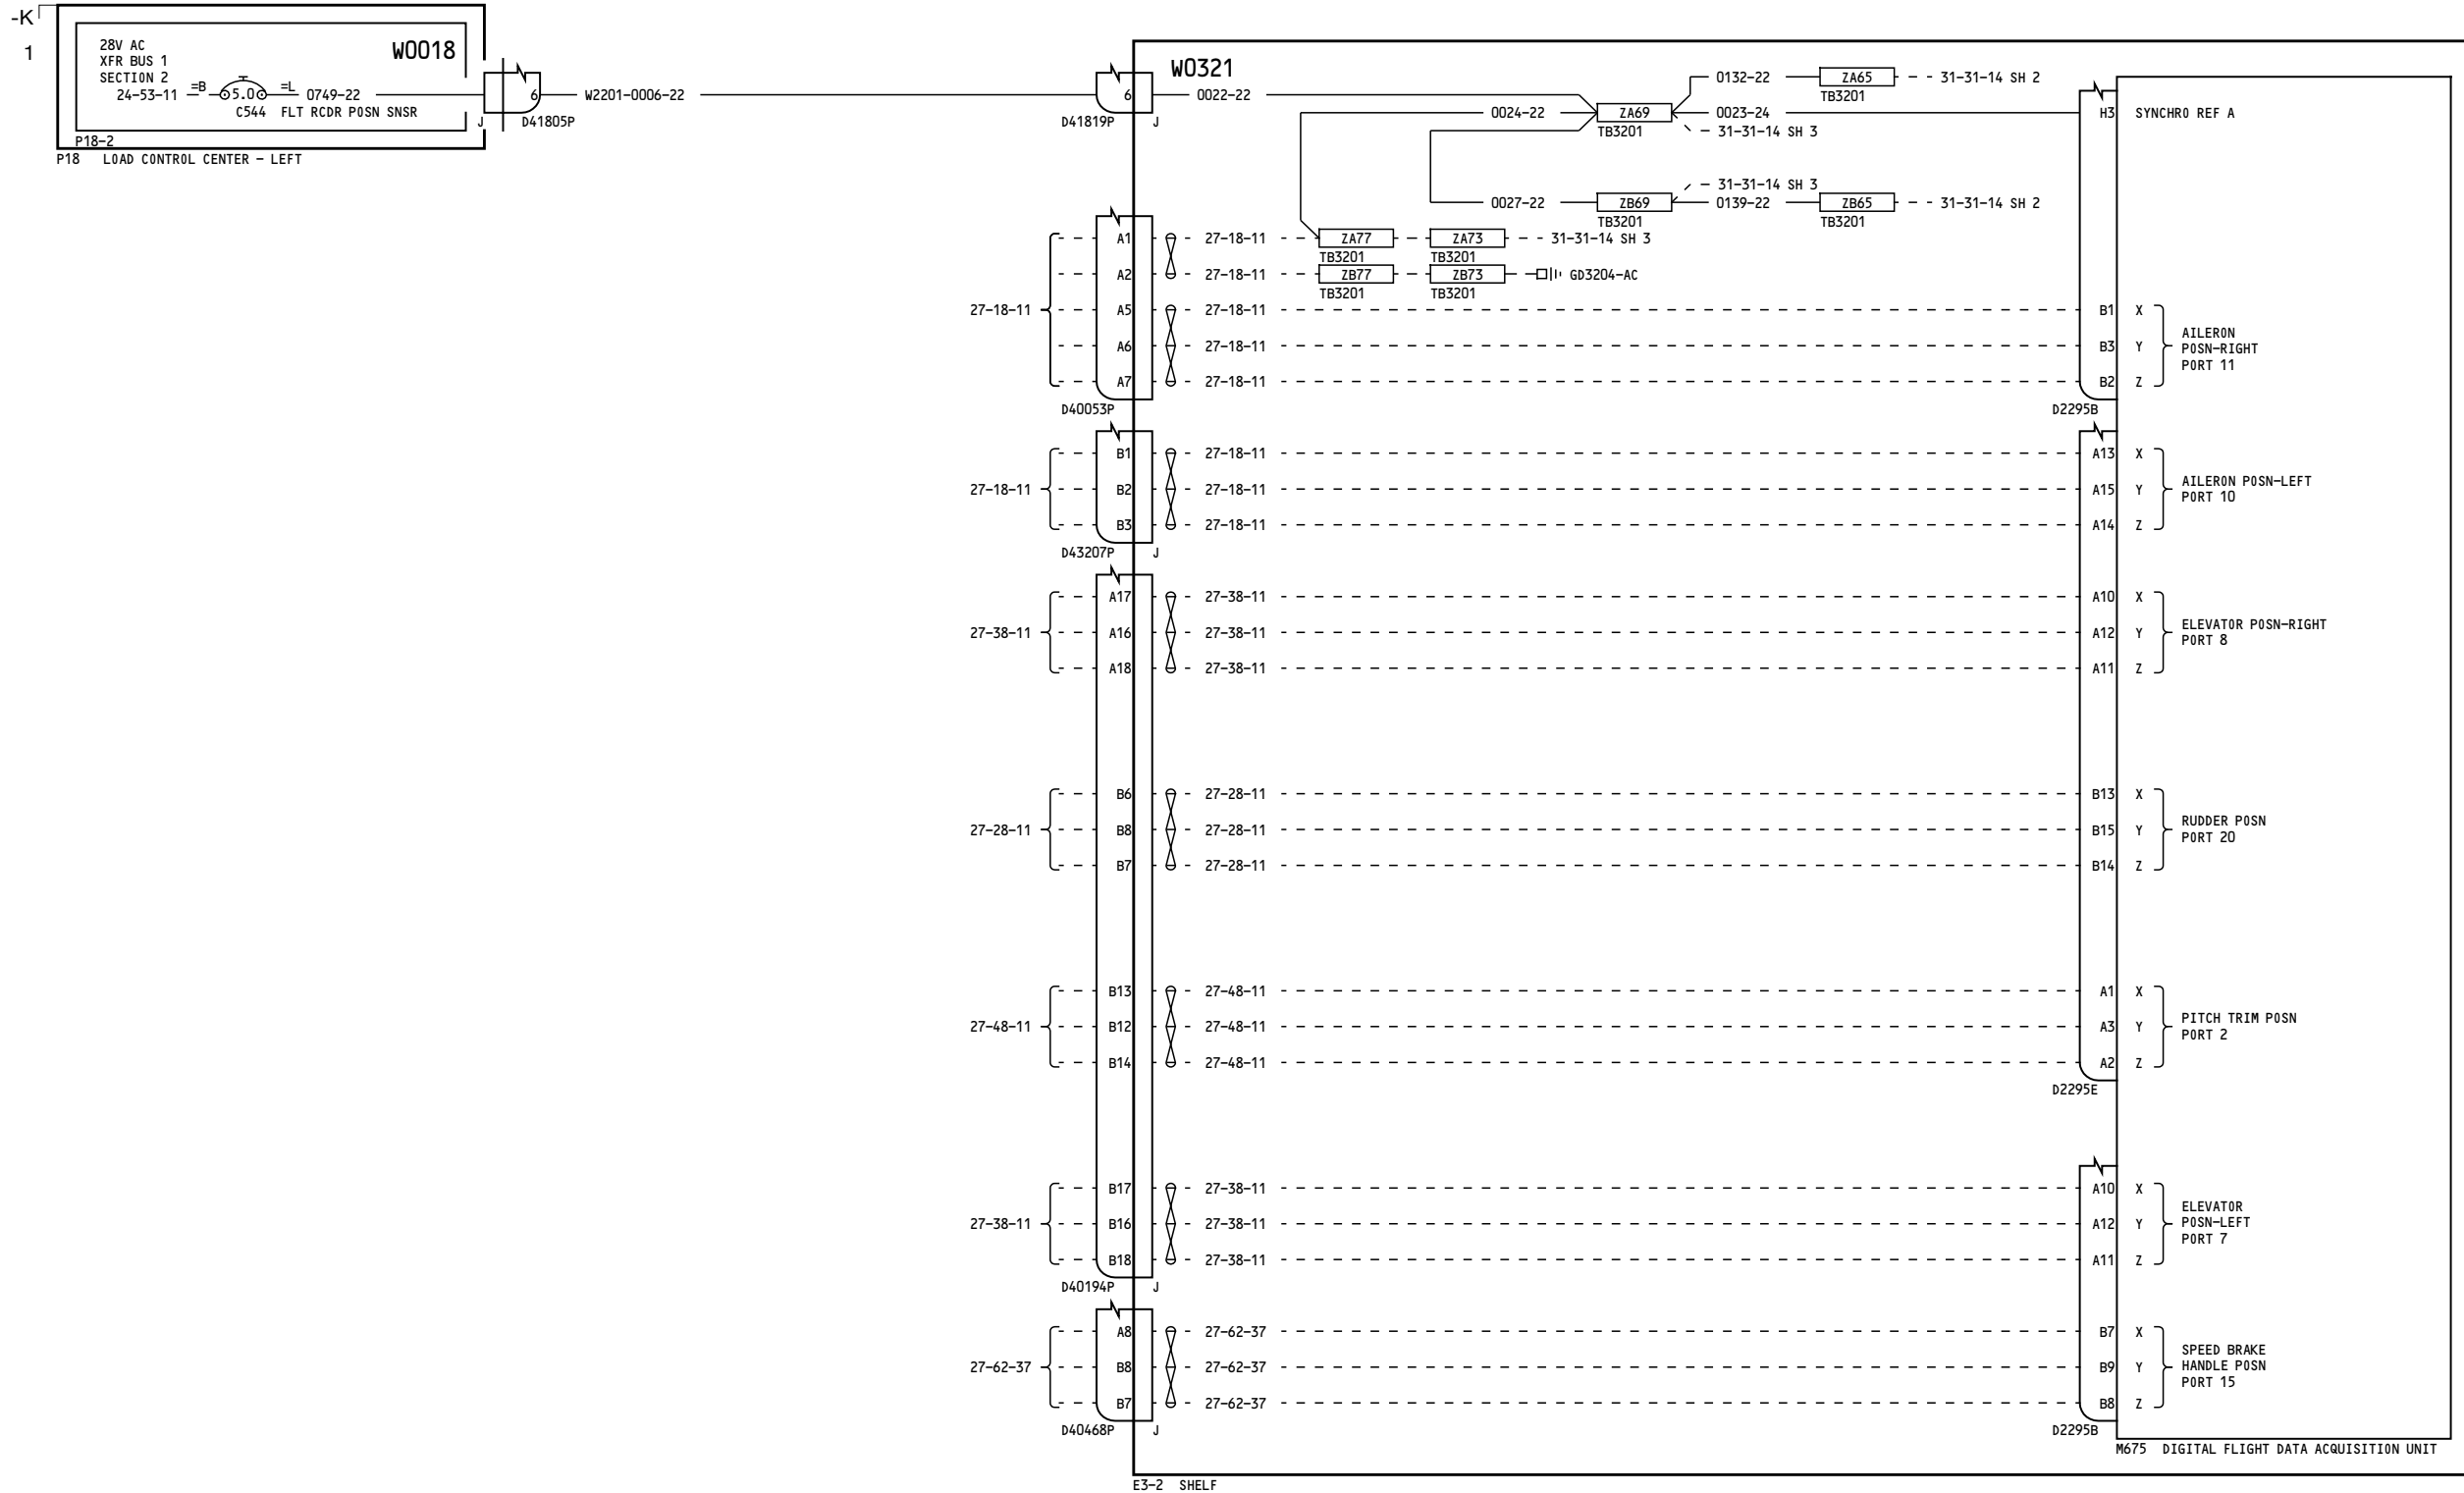 -K
1
28V AC
XFR BUS 1
SECTION 2
W0018
24-53-11 =B 5.0 =L 0749-22
C544 FLT RCDR POSN SNSR
P18-2
P18 LOAD CONTROL CENTER - LEFT
J
6
D41805P
W2201-0006-22
6
D41819P
J
W0321
0022-22
0024-22
ZA69
TB3201
0132-22
ZA65
TB3201
31-31-14 SH 2
0023-24
31-31-14 SH 3
H3 SYNCHRO REF A
31-31-14 SH 3
0027-22
ZB69
TB3201
0139-22
ZB65
TB3201
31-31-14 SH 2
27-18-11
A1 27-18-11 ZA77 ZA73 31-31-14 SH 3
TB3201 TB3201
A2 27-18-11 ZB77 ZB73 GD3204-AC
TB3201 TB3201
A5 27-18-11 B1 X
A6 27-18-11 B3 Y
A7 27-18-11 B2 Z
AILERON
POSN-RIGHT
PORT 11
D40053P
D2295B
27-18-11
B1 27-18-11 A13 X
B2 27-18-11 A15 Y
B3 27-18-11 A14 Z
AILERON POSN-LEFT
PORT 10
D43207P J
27-38-11
A17 27-38-11 A10 X
A16 27-38-11 A12 Y
A18 27-38-11 A11 Z
ELEVATOR POSN-RIGHT
PORT 8
27-28-11
B6 27-28-11 B13 X
B8 27-28-11 B15 Y
B7 27-28-11 B14 Z
RUDDER POSN
PORT 20
27-48-11
B13 27-48-11 A1 X
B12 27-48-11 A3 Y
B14 27-48-11 A2 Z
PITCH TRIM POSN
PORT 2
D2295E
27-38-11
B17 27-38-11 A10 X
B16 27-38-11 A12 Y
B18 27-38-11 A11 Z
ELEVATOR
POSN-LEFT
PORT 7
D40194P J
27-62-37
A8 27-62-37 B7 X
B8 27-62-37 B9 Y
B7 27-62-37 B8 Z
SPEED BRAKE
HANDLE POSN
PORT 15
D40468P J
D2295B
M675 DIGITAL FLIGHT DATA ACQUISITION UNIT
E3-2 SHELF